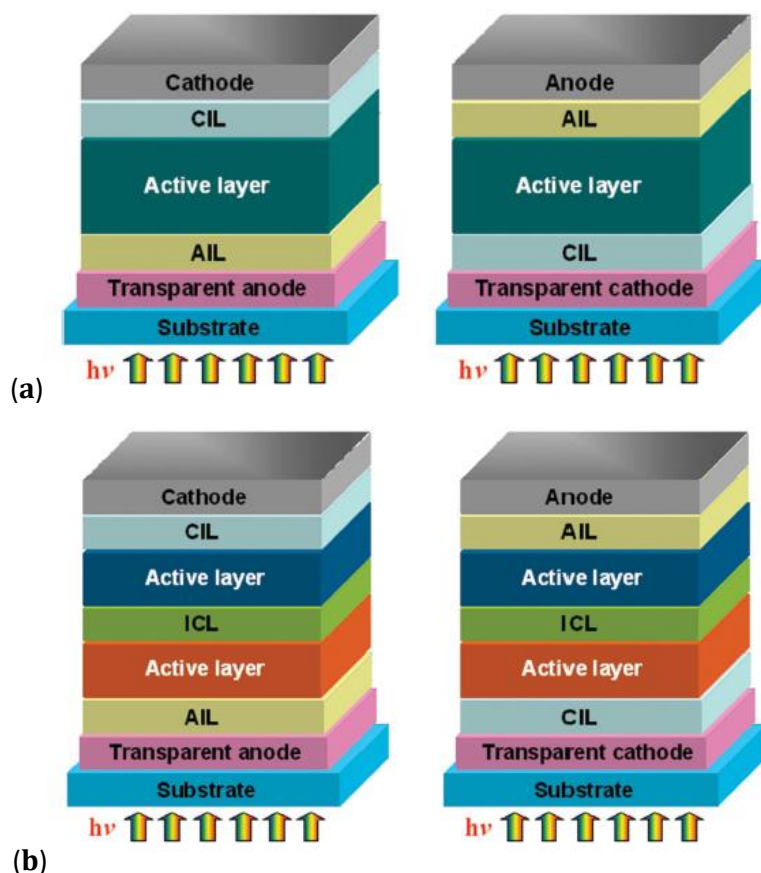 Cathode
CIL
Active layer
AIL
Transparent anode
Substrate
hν
Anode
AIL
Active layer
CIL
Transparent cathode
Substrate
hν
(a)
Cathode
CIL
Active layer
ICL
Active layer
AIL
Transparent anode
Substrate
hν
Anode
AIL
Active layer
ICL
Active layer
CIL
Transparent cathode
Substrate
hν
(b)